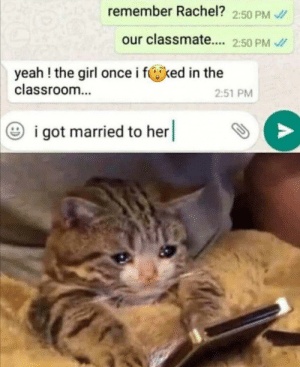 remember Rachel? 2:50 PM
our classmate.... 2:50 PM
yeah ! the girl once i f ked in the
classroom...
2:51 PM
i got married to her